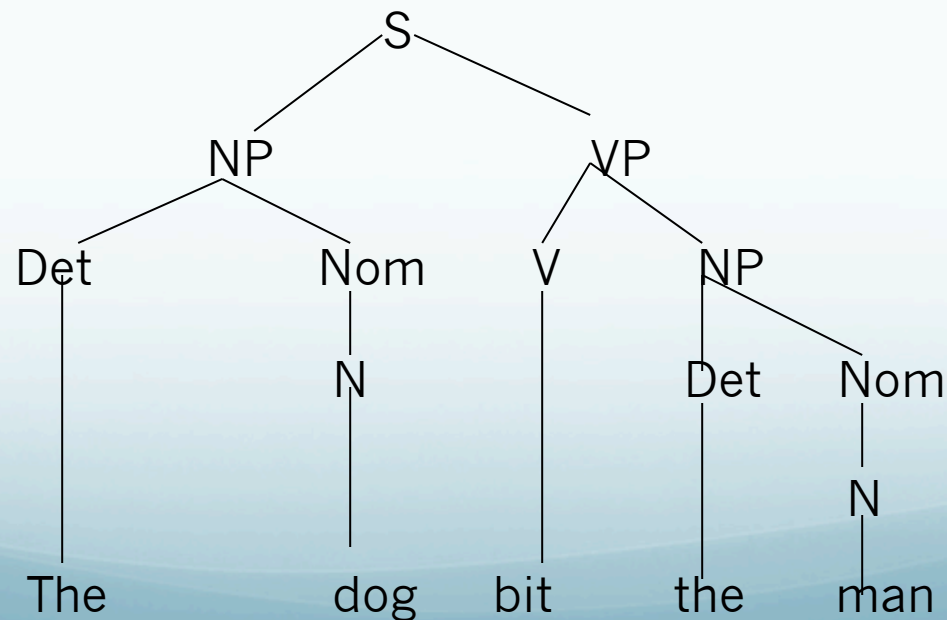 S
NP VP
Det Nom V NP
N Det Nom
N
The dog bit the man